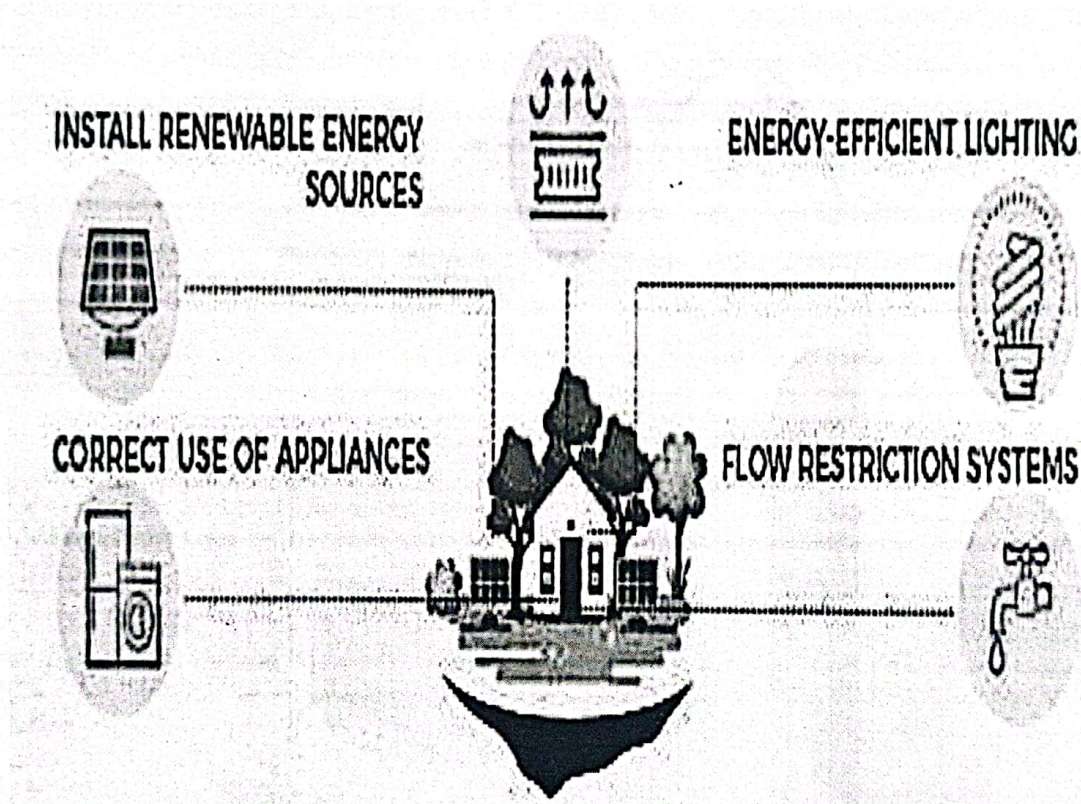 INSTALL RENEWABLE ENERGY
SOURCES
ENERGY-EFFICIENT LIGHTING
CORRECT USE OF APPLIANCES
FLOW RESTRICTION SYSTEMS